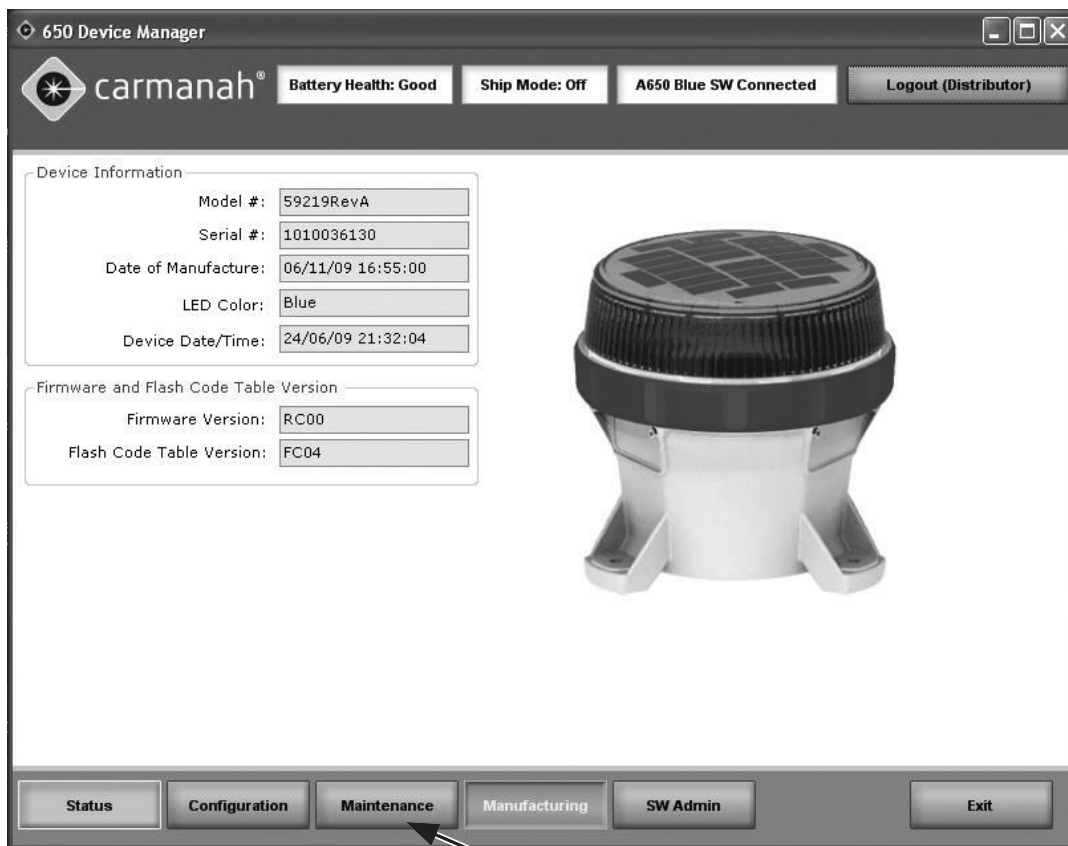 650 Device Manager
carmanah®
Battery Health: Good
Ship Mode: Off
A650 Blue SW Connected
Logout (Distributor)
Device Information
Model #: 59219RevA
Serial #: 1010036130
Date of Manufacture: 06/11/09 16:55:00
LED Color: Blue
Device Date/Time: 24/06/09 21:32:04
Firmware and Flash Code Table Version
Firmware Version: RC00
Flash Code Table Version: FC04
Status
Configuration
Maintenance
Manufacturing
SW Admin
Exit